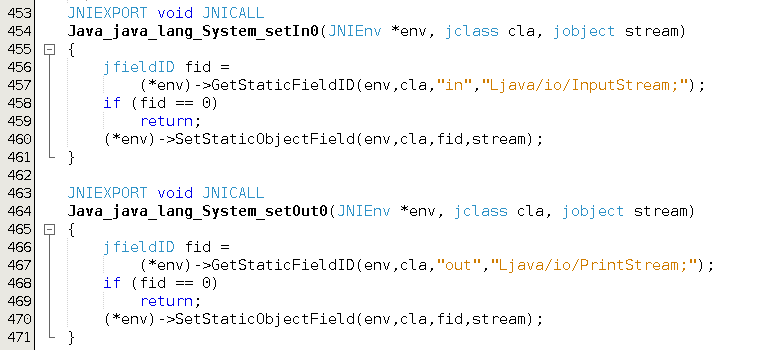 453 JNIEXPORT void JNICALL
454 Java_java_lang_System_setIn0(JNIEnv *env, jclass cla, jobject stream)
455 {
456     jfieldID fid =
457         (*env)->GetStaticFieldID(env,cla,"in","Ljava/io/InputStream;");
458     if (fid == 0)
459         return;
460     (*env)->SetStaticObjectField(env,cla,fid,stream);
461 }
462
463 JNIEXPORT void JNICALL
464 Java_java_lang_System_setOut0(JNIEnv *env, jclass cla, jobject stream)
465 {
466     jfieldID fid =
467         (*env)->GetStaticFieldID(env,cla,"out","Ljava/io/PrintStream;");
468     if (fid == 0)
469         return;
470     (*env)->SetStaticObjectField(env,cla,fid,stream);
471 }